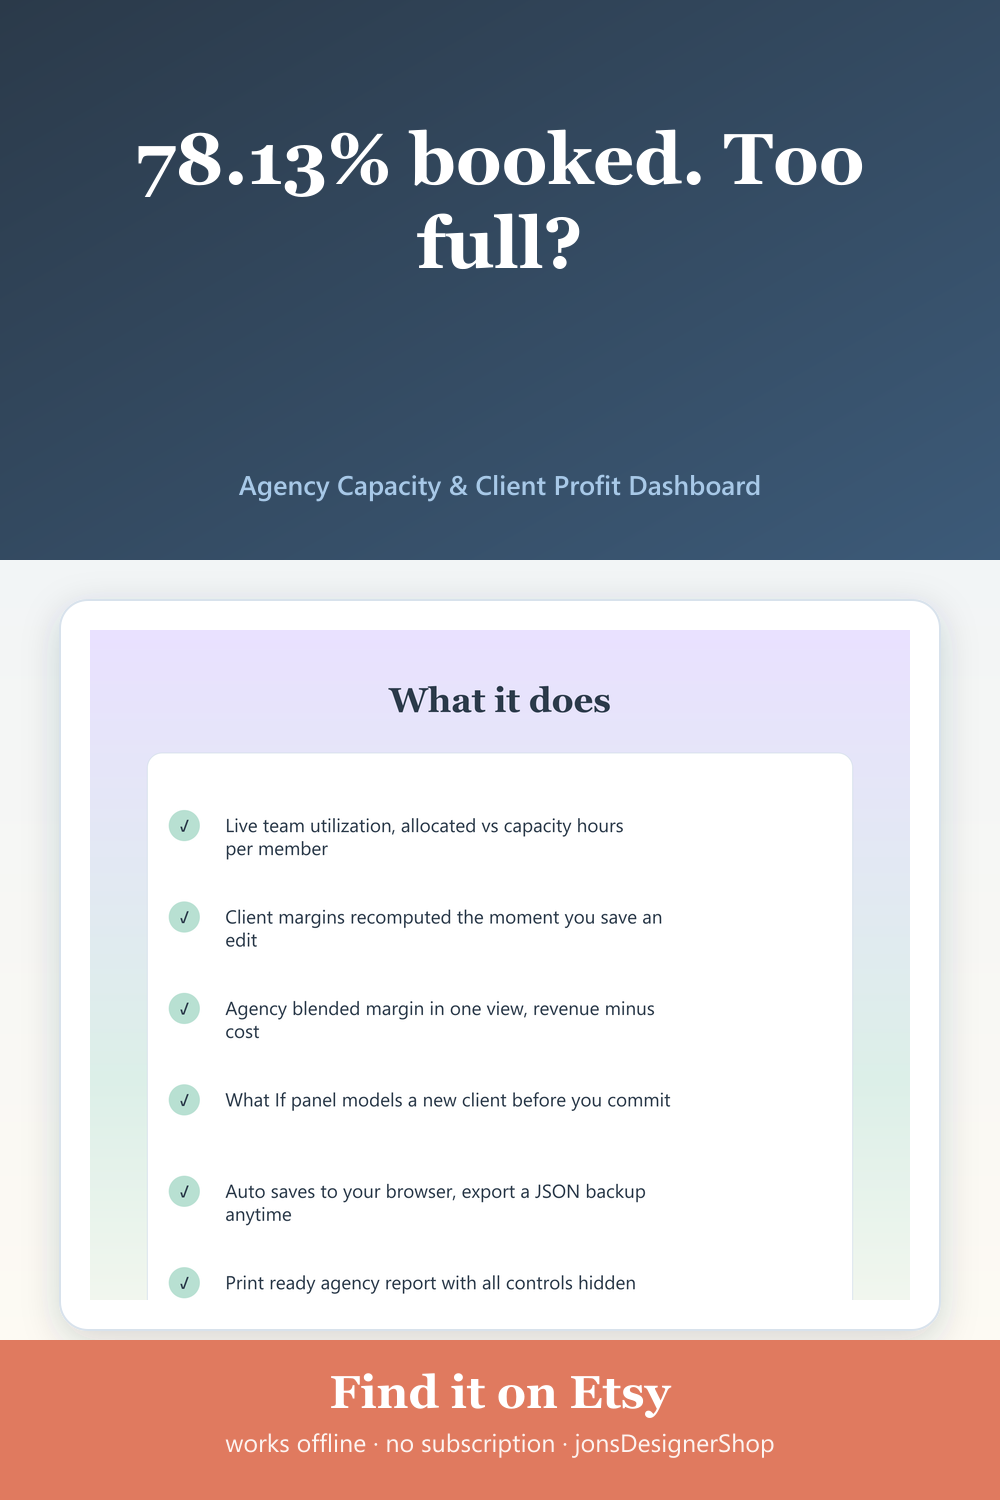 78.13% booked. Too
full?
Agency Capacity & Client Profit Dashboard
What it does
✓ Live team utilization, allocated vs capacity hours
per member
✓ Client margins recomputed the moment you save an
edit
✓ Agency blended margin in one view, revenue minus
cost
✓ What If panel models a new client before you commit
✓ Auto saves to your browser, export a JSON backup
anytime
✓ Print ready agency report with all controls hidden
Find it on Etsy
works offline · no subscription · jonsDesignerShop